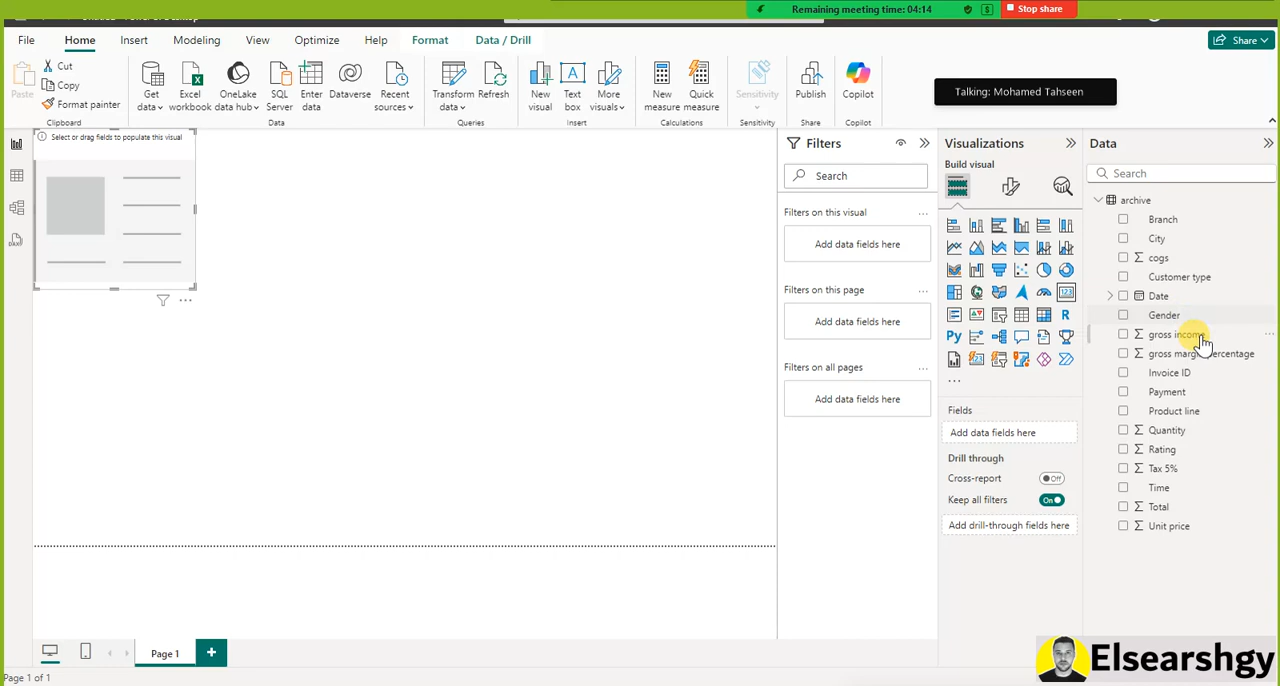 Remaining meeting time: 04:14
Stop share
File
Home
Insert
Modeling
View
Optimize
Help
Format
Data / Drill
Share
Paste
Cut
Copy
Format painter
Clipboard
Get data
Excel workbook
OneLake data hub
SQL Server
Enter data
Dataverse
Recent sources
Data
Transform data
Refresh
Queries
New visual
Text box
More visuals
Insert
New measure
Quick measure
Calculations
Sensitivity
Sensitivity
Publish
Share
Copilot
Copilot
Talking: Mohamed Tahseen
Select or drag fields to populate this visual
Filters
Search
Filters on this visual
Add data fields here
Filters on this page
Add data fields here
Filters on all pages
Add data fields here
Visualizations
Build visual
Fields
Add data fields here
Drill through
Cross-report
Off
Keep all filters
On
Add drill-through fields here
Data
Search
archive
Branch
City
cogs
Customer type
Date
Gender
gross income
gross margin percentage
Invoice ID
Payment
Product line
Quantity
Rating
Tax 5%
Time
Total
Unit price
Page 1
Page 1 of 1
Elsearshgy